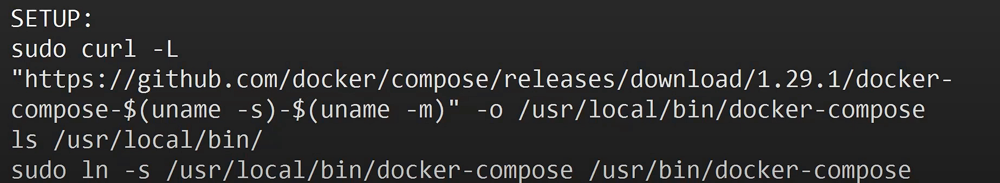 SETUP:
sudo curl -L
"https://github.com/docker/compose/releases/download/1.29.1/docker-
compose-$(uname -s)-$(uname -m)" -o /usr/local/bin/docker-compose
ls /usr/local/bin/
sudo ln -s /usr/local/bin/docker-compose /usr/bin/docker-compose